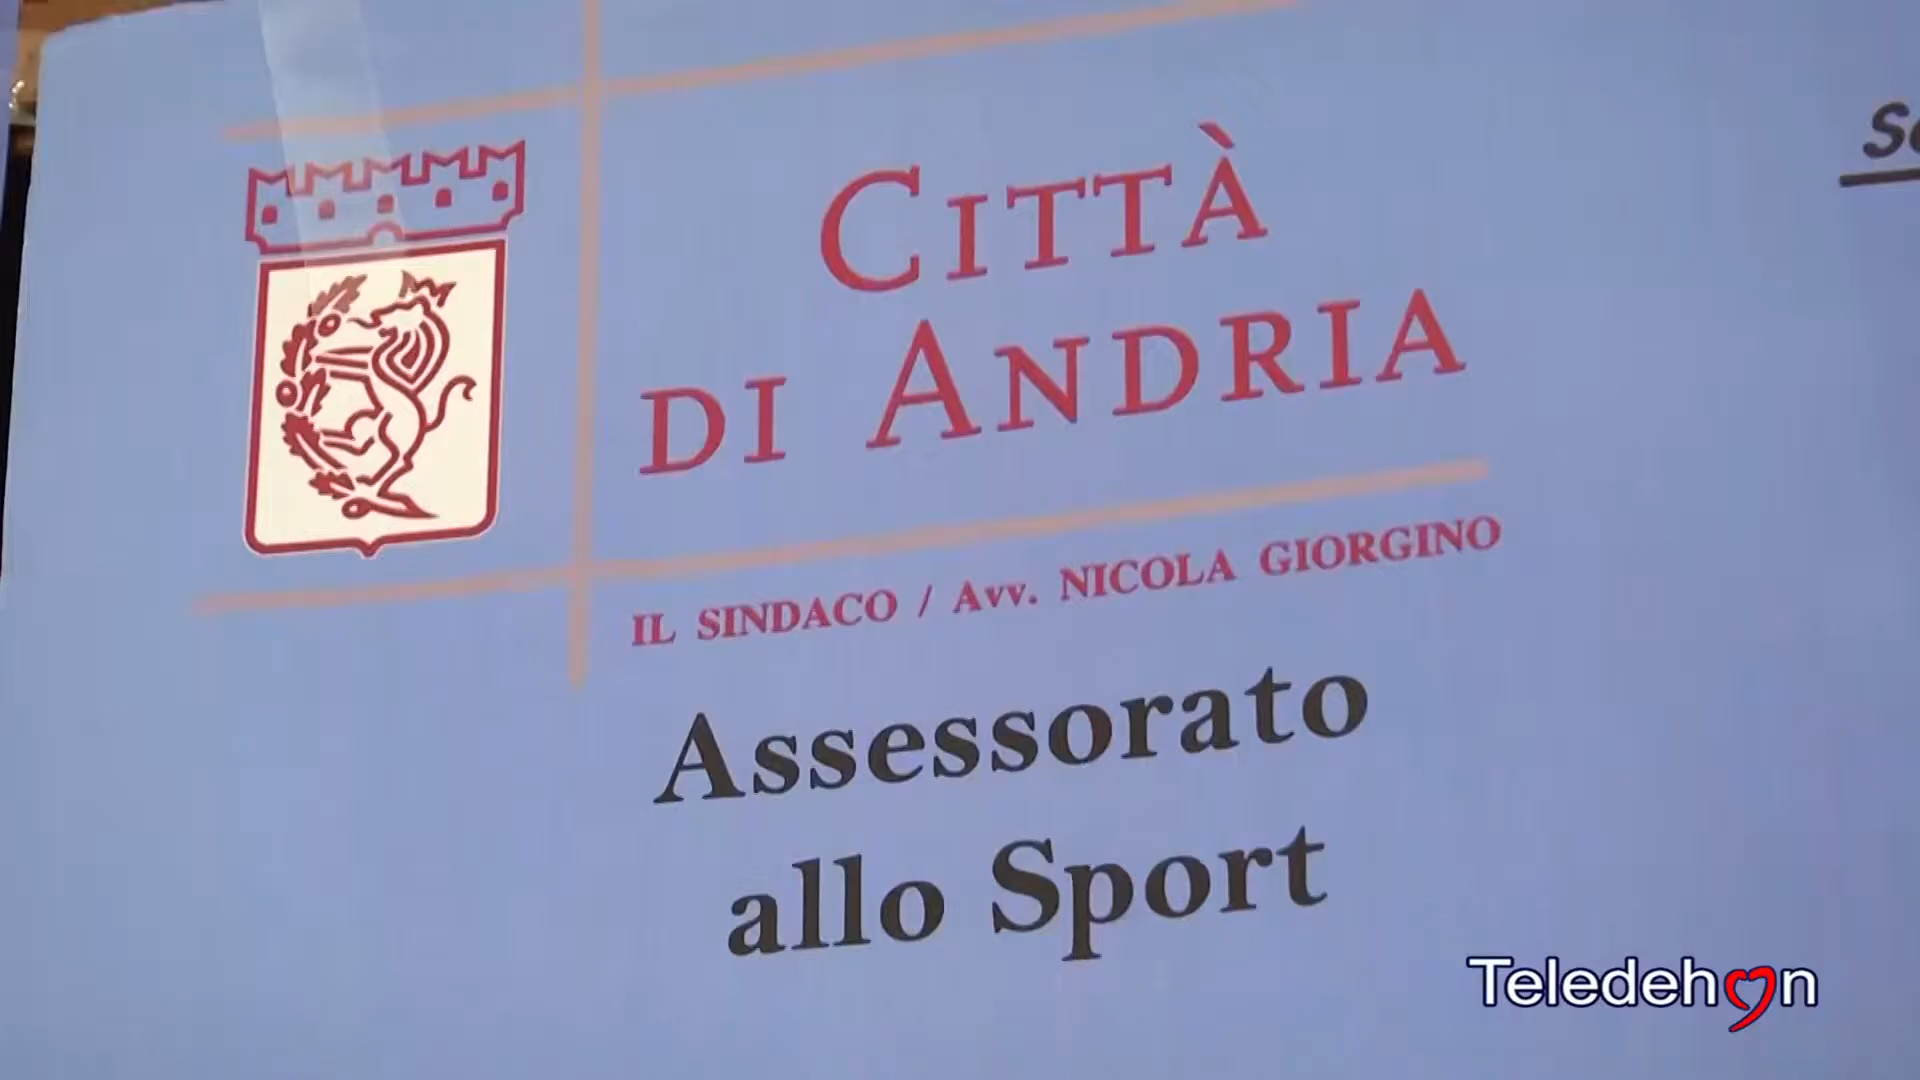 CITTÀ
DI ANDRIA
IL SINDACO / Avv. NICOLA GIORGINO
Assessorato
allo Sport
Teledehon